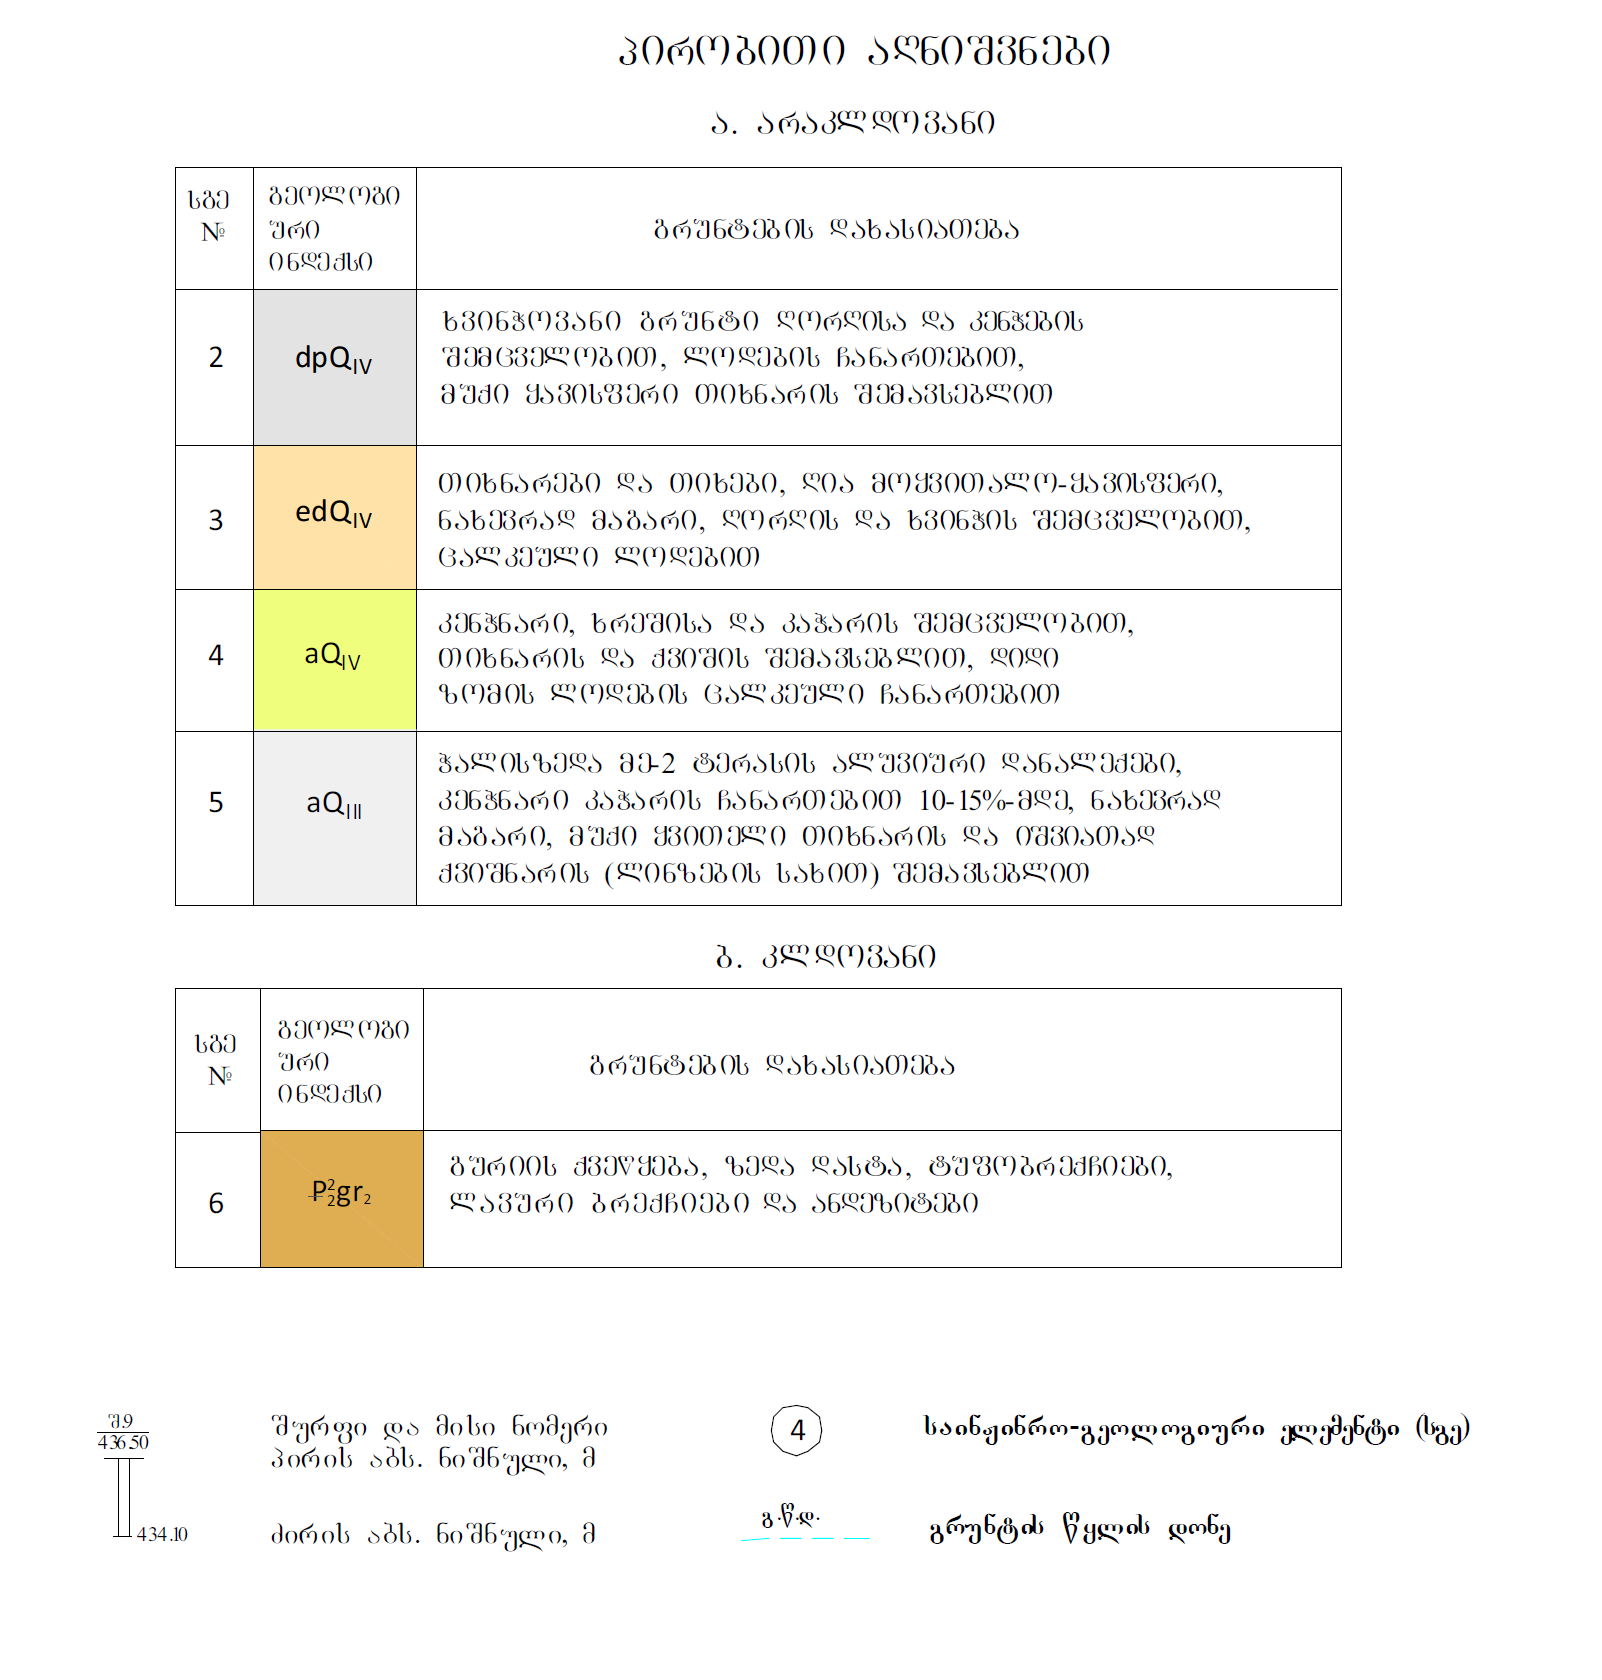 პირობითი აღნიშვნები
ა. არაკლდოვანი
სგე
№
გეოლოგი
ური
ინდექსი
გრუნტების დახასიათება
2
dpQIV
ხვინჭოვანი გრუნტი ღორღისა და კენჭების
შემცველობით, ლოდების ჩანართებით,
მუქი ყავისფერი თიხნარის შემავსებლით
3
edQIV
თიხნარები და თიხები, ღია მოყვითალო-ყავისფერი,
ნახევრად მაგარი, ღორღის და ხვინჭის შემცველობით,
ცალკეული ლოდებით
4
aQIV
კენჭნარი, ხრეშისა და კაჭარის შემცველობით,
თიხნარის და ქვიშის შემავსებლით, დიდი
ზომის ლოდების ცალკეული ჩანართებით
5
aQIII
ჭალისზედა მე-2 ტერასის ალუვიური დანალექები,
კენჭნარი კაჭარის ჩანართებით 10-15%-მდე, ნახევრად
მაგარი, მუქი ყვითელი თიხნარის და იშვიათად
ქვიშნარის (ლინზების სახით) შემავსებლით
ბ. კლდოვანი
სგე
№
გეოლოგი
ური
ინდექსი
გრუნტების დახასიათება
6
P₂²gr₂
გურიის ქვეწყება, ზედა დასტა, ტუფობრექჩიები,
ლავური ბრექჩიები და ანდეზიტები
შ.9
436.50
434.10
შურფი და მისი ნომერი
პირის აბს. ნიშნული, მ
ძირის აბს. ნიშნული, მ
4
საინჟინრო-გეოლოგიური ელემენტი (სგე)
გ.წ.დ.
გრუნტის წყლის დონე